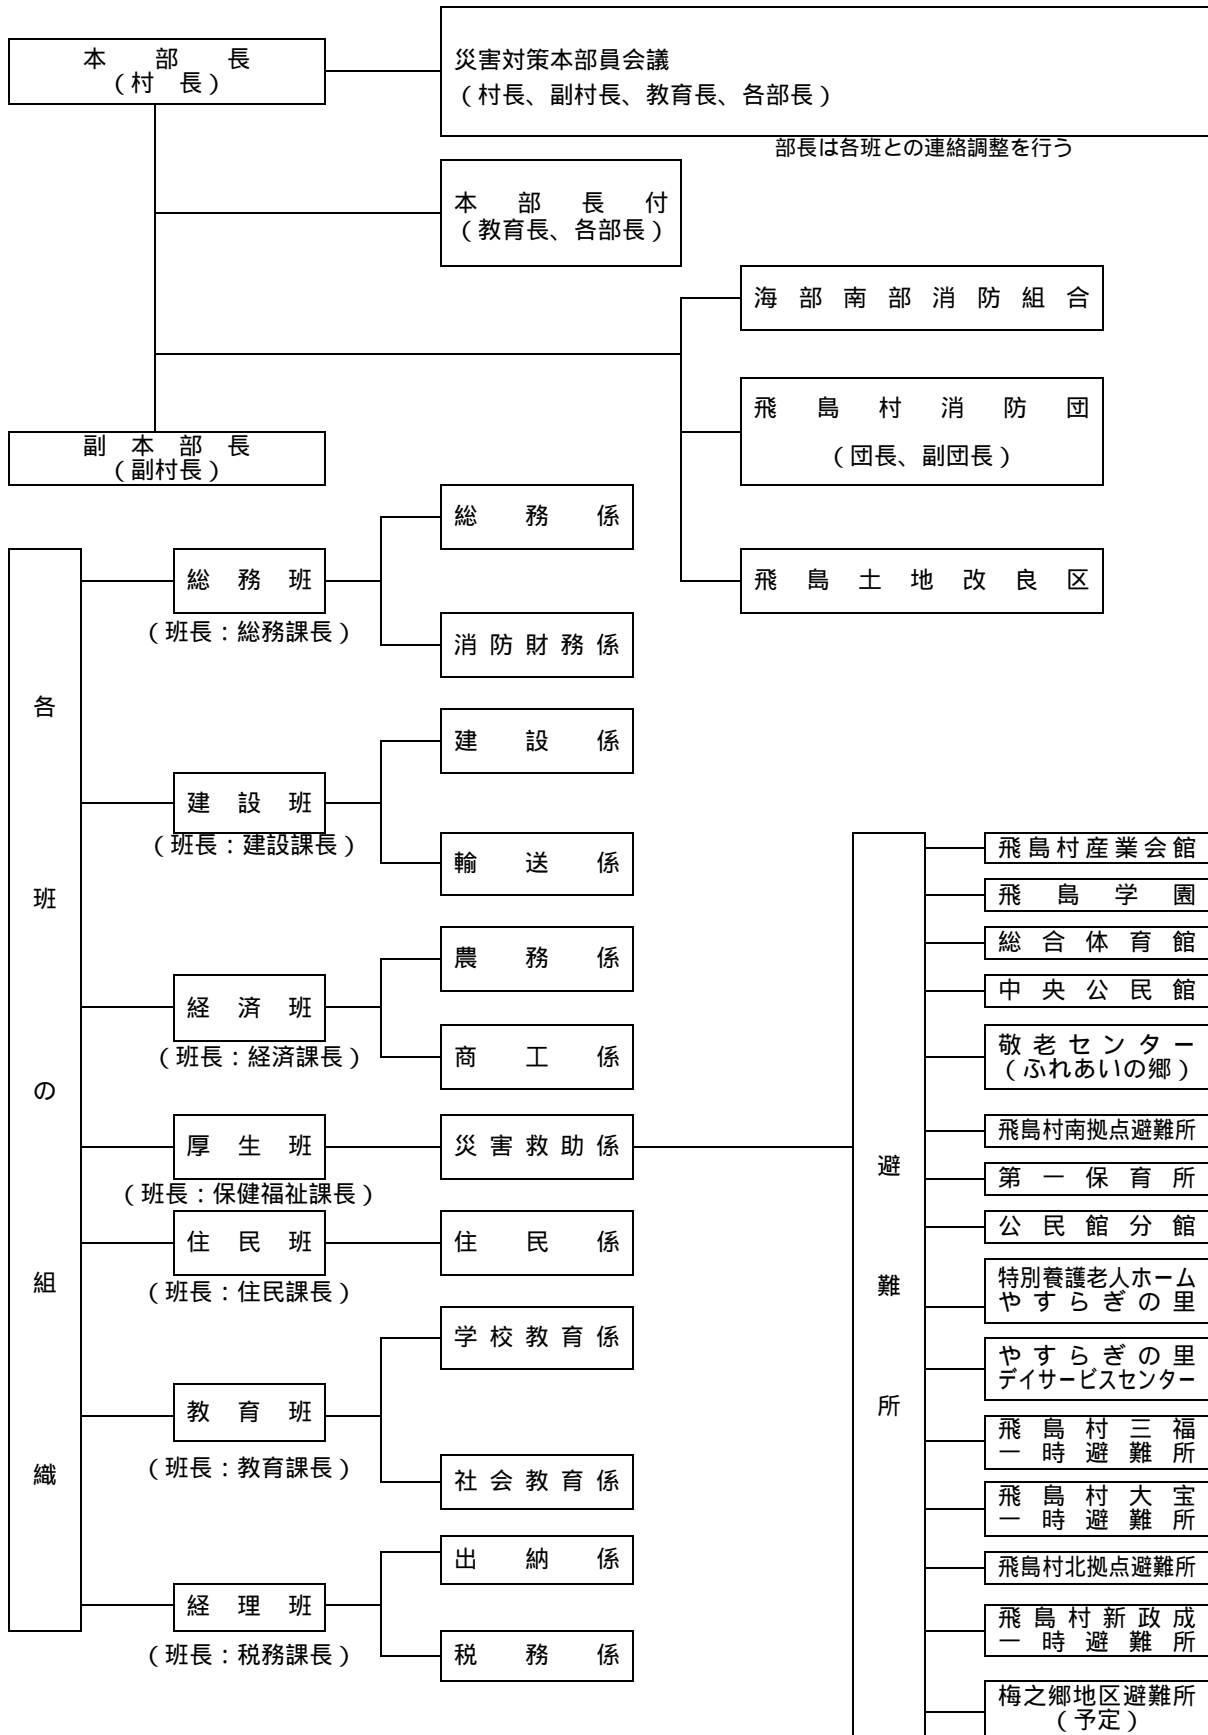 本部長
（村長）
災害対策本部員会議
（村長、副村長、教育長、各部長）
部長は各班との連絡調整を行う
本部長付
（教育長、各部長）
海部南部消防組合
飛島村消防団
（団長、副団長）
飛島土地改良区
副本部長
（副村長）
各班の組織
総務班
（班長：総務課長）
総務係
消防財務係
建設班
（班長：建設課長）
建設係
輸送係
経済班
（班長：経済課長）
農務係
商工係
厚生班
（班長：保健福祉課長）
災害救助係
住民班
（班長：住民課長）
住民係
教育班
（班長：教育課長）
学校教育係
社会教育係
経理班
（班長：税務課長）
出納係
税務係
避難所
飛島村産業会館
飛島学園
総合体育館
中央公民館
敬老センター
（ふれあいの郷）
飛島村南拠点避難所
第一保育所
公民館分館
特別養護老人ホーム
やすらぎの里
やすらぎの里
デイサービスセンター
飛島村三福
一時避難所
飛島村大宝
一時避難所
飛島村北拠点避難所
飛島村新政成
一時避難所
梅之郷地区避難所
（予定）